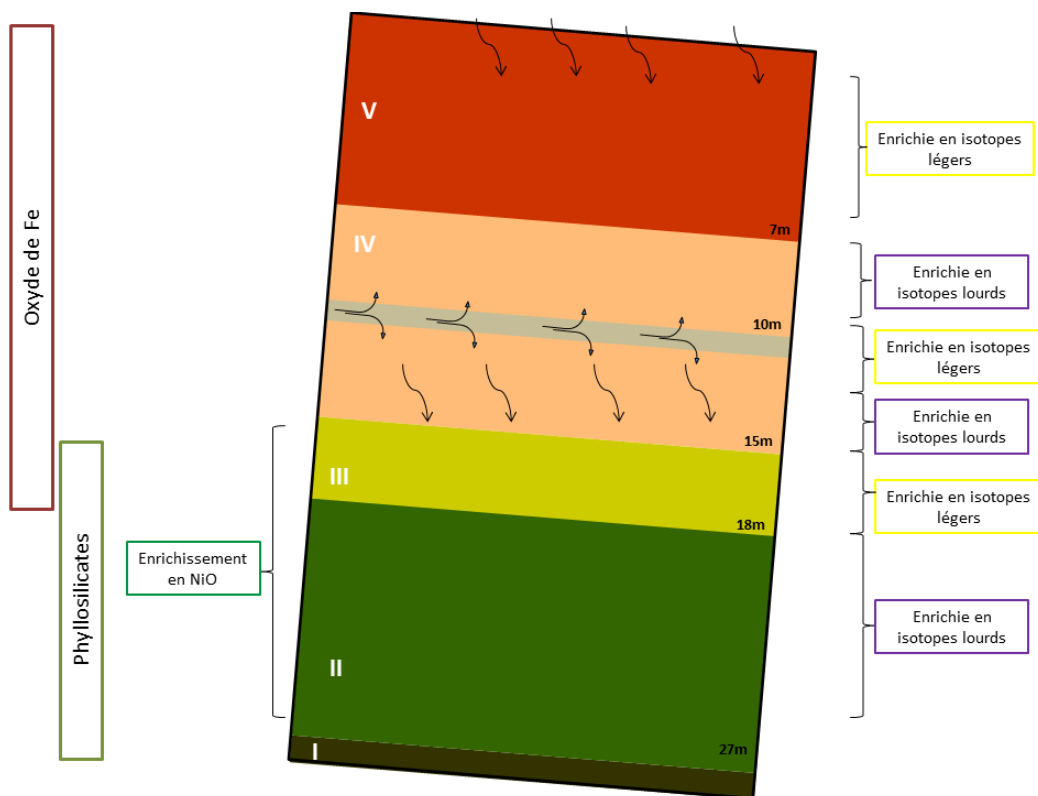 Oxyde de Fe
Phyllosilicates
Enrichissement
en NiO
V
7m
IV
10m
15m
III
18m
II
27m
I
Enrichie en isotopes
légers
Enrichie en
isotopes lourds
Enrichie en isotopes
légers
Enrichie en
isotopes lourds
Enrichie en isotopes
légers
Enrichie en
isotopes lourds